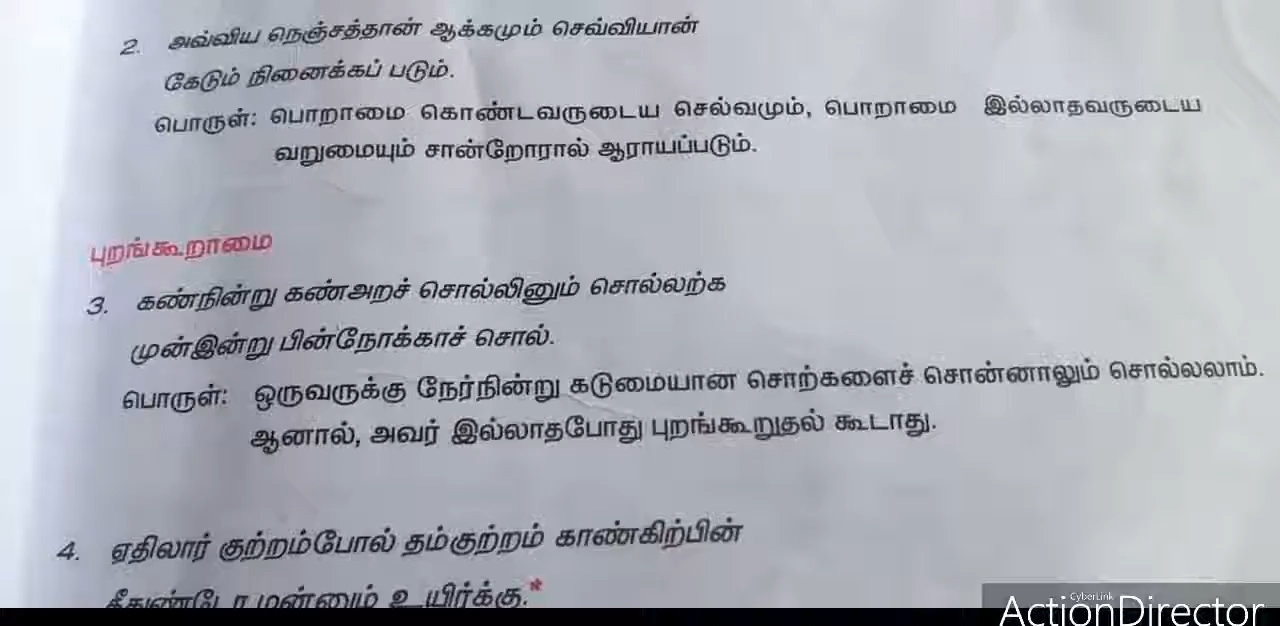 2. அவ்விய நெஞ்சத்தான் ஆக்கமும் செவ்வியான்
கேடும் நினைக்கப் படும்.
பொருள்: பொறாமை கொண்டவருடைய செல்வமும், பொறாமை இல்லாதவருடைய
வறுமையும் சான்றோரால் ஆராயப்படும்.
புறங்கூறாமை
3. கண்நின்று கண்அறச் சொல்லினும் சொல்லற்க
முன்இன்று பின்நோக்காச் சொல்.
பொருள்: ஒருவருக்கு நேர்நின்று கடுமையான சொற்களைச் சொன்னாலும் சொல்லலாம்.
ஆனால், அவர் இல்லாதபோது புறங்கூறுதல் கூடாது.
4. ஏதிலார் குற்றம்போல் தம்குற்றம் காண்கிற்பின்
தீதுண்டோ மன்னும் உயிர்க்கு.*
CyberLink
ActionDirector